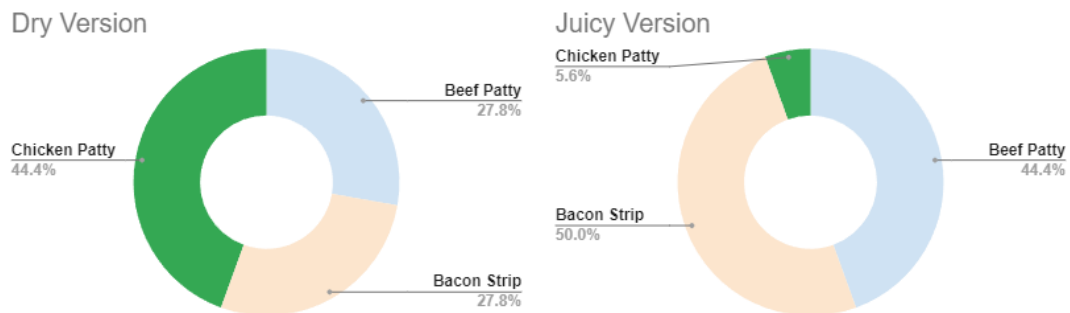 Dry Version
Beef Patty
27.8%
Chicken Patty
44.4%
Bacon Strip
27.8%
Juicy Version
Chicken Patty
5.6%
Beef Patty
44.4%
Bacon Strip
50.0%